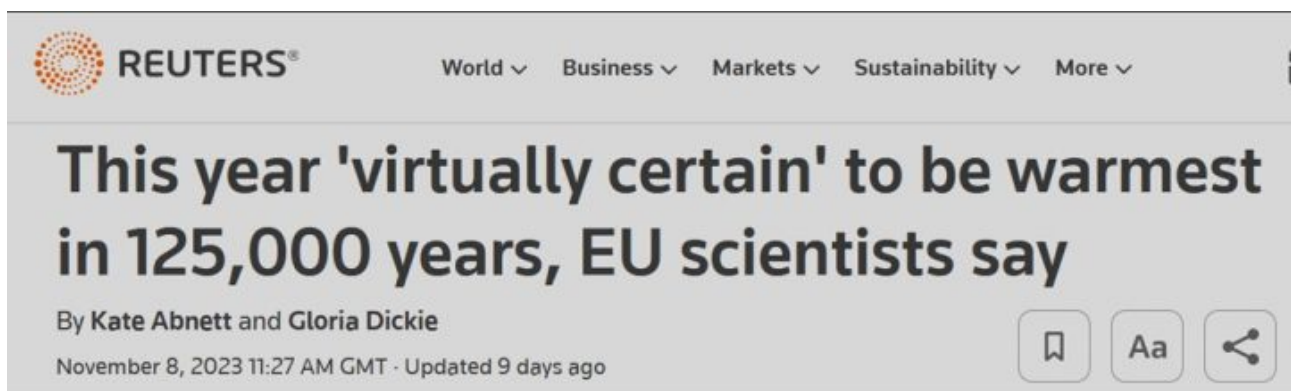 REUTERS®
World Business Markets Sustainability More
This year 'virtually certain' to be warmest
in 125,000 years, EU scientists say
By Kate Abnett and Gloria Dickie
Aa
November 8, 2023 11:27 AM GMT · Updated 9 days ago